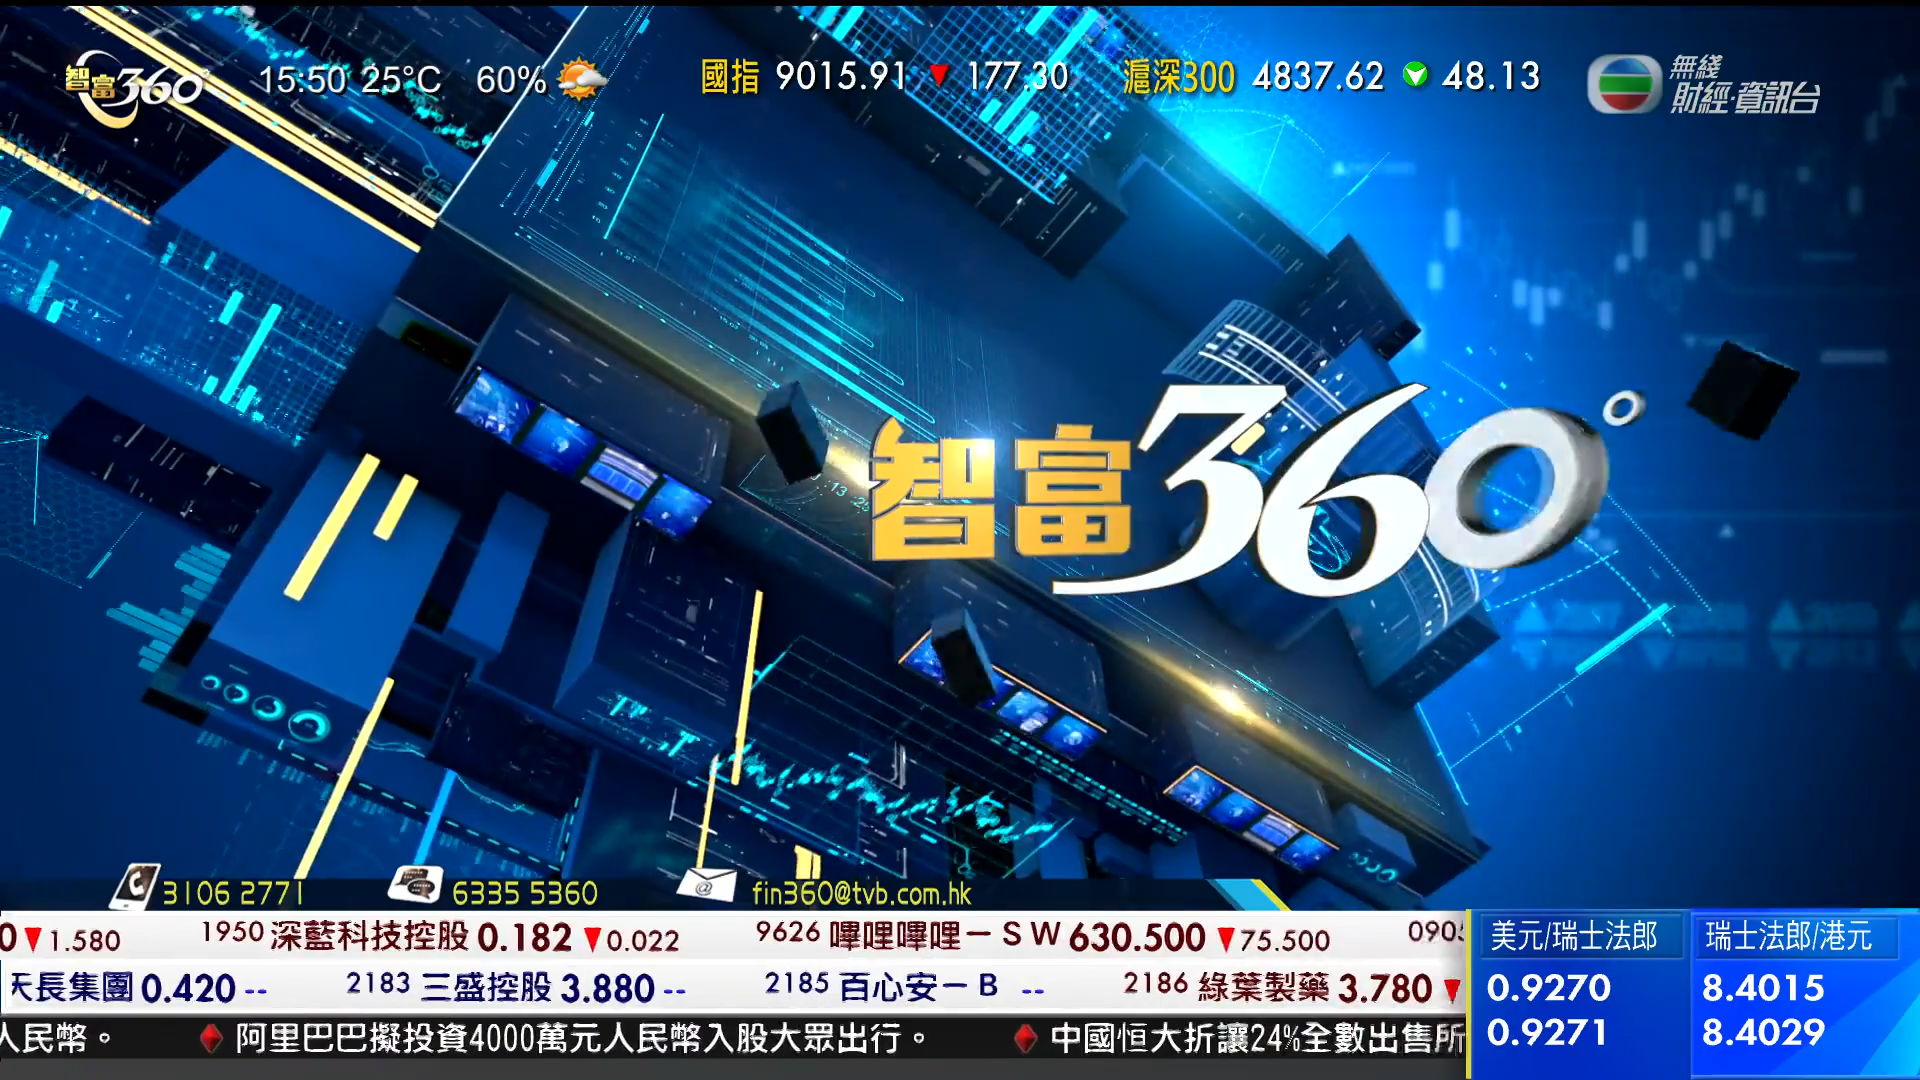 智富360°
15:50 25°C 60%
國指 9015.91 ▼ 177.30
滬深300 4837.62 48.13
無綫
財經·資訊台
智富360°
3106 2771
6335 5360
fin360@tvb.com.hk
0 ▼1.580 1950 深藍科技控股 0.182 ▼0.022 9626 嗶哩嗶哩－ＳＷ 630.500 ▼75.500 0905
天長集團 0.420 -- 2183 三盛控股 3.880 -- 2185 百心安－Ｂ -- 2186 綠葉製藥 3.780 ▼
人民幣。 阿里巴巴擬投資4000萬元人民幣入股大眾出行。 中國恒大折讓24%全數出售所
美元/瑞士法郎
0.9270
0.9271
瑞士法郎/港元
8.4015
8.4029